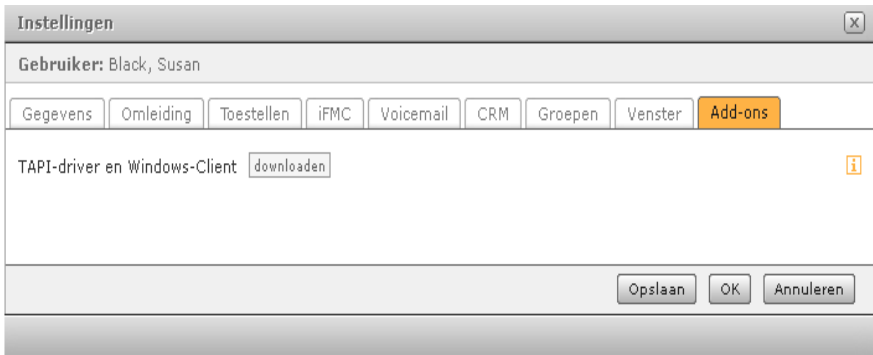 Instellingen
Gebruiker: Black, Susan
Gegevens Omleiding Toestellen iFMC Voicemail CRM Groepen Venster Add-ons
TAPI-driver en Windows-Client downloaden
Opslaan OK Annuleren